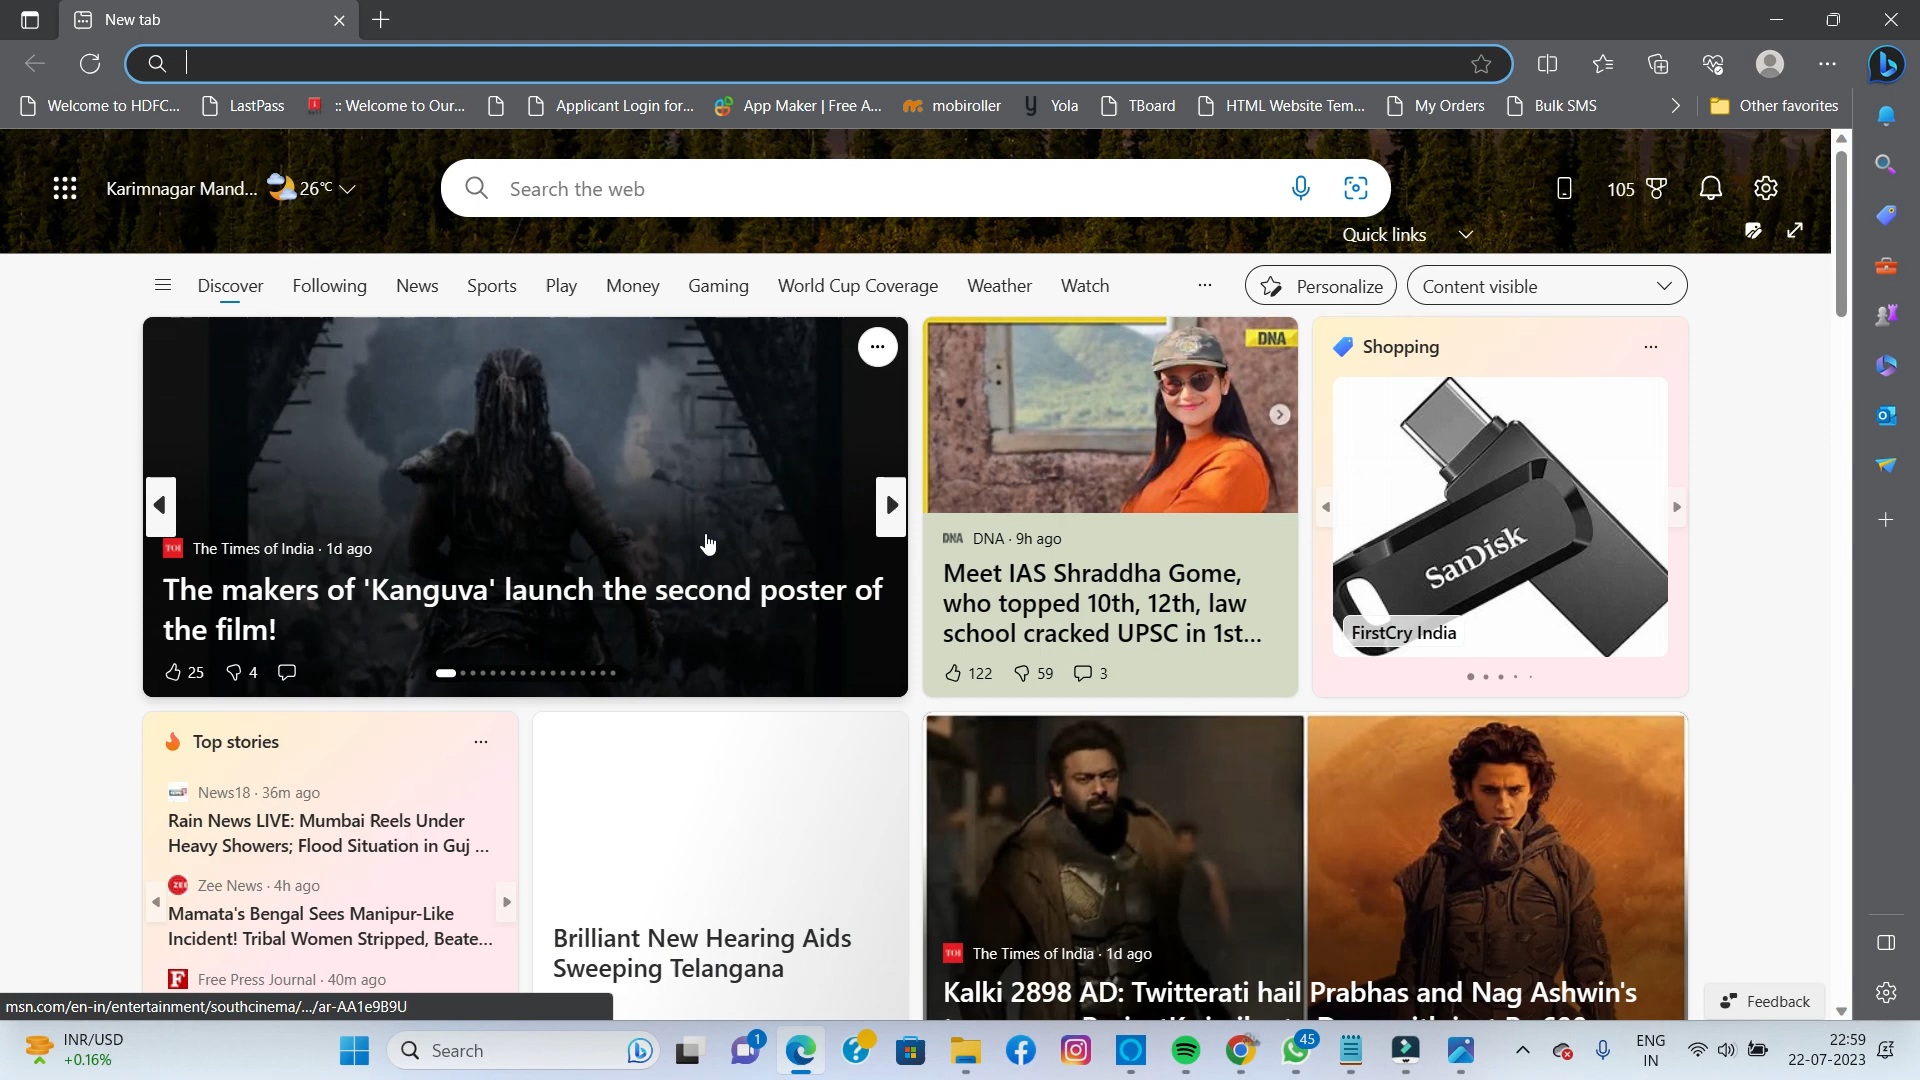 New tab
Welcome to HDFC... LastPass :: Welcome to Our... Applicant Login for... App Maker | Free A... mobiroller Yola TBoard HTML Website Tem... My Orders Bulk SMS Other favorites
Karimnagar Mand... 26°C
Search the web
105
Quick links
Discover Following News Sports Play Money Gaming World Cup Coverage Weather Watch ... Personalize Content visible
The Times of India · 1d ago
The makers of 'Kanguva' launch the second poster of
the film!
25 4
DNA
DNA DNA · 9h ago
Meet IAS Shraddha Gome,
who topped 10th, 12th, law
school cracked UPSC in 1st...
122 59 3
Shopping
SanDisk
FirstCry India
Top stories
News18 · 36m ago
Rain News LIVE: Mumbai Reels Under
Heavy Showers; Flood Situation in Guj ...
Zee News · 4h ago
Mamata's Bengal Sees Manipur-Like
Incident! Tribal Women Stripped, Beate...
Free Press Journal · 40m ago
Brilliant New Hearing Aids
Sweeping Telangana
The Times of India · 1d ago
Kalki 2898 AD: Twitterati hail Prabhas and Nag Ashwin's
Feedback
msn.com/en-in/entertainment/southcinema/.../ar-AA1e9B9U
INR/USD
+0.16%
Search
1
45
ENG
IN
22:59
22-07-2023